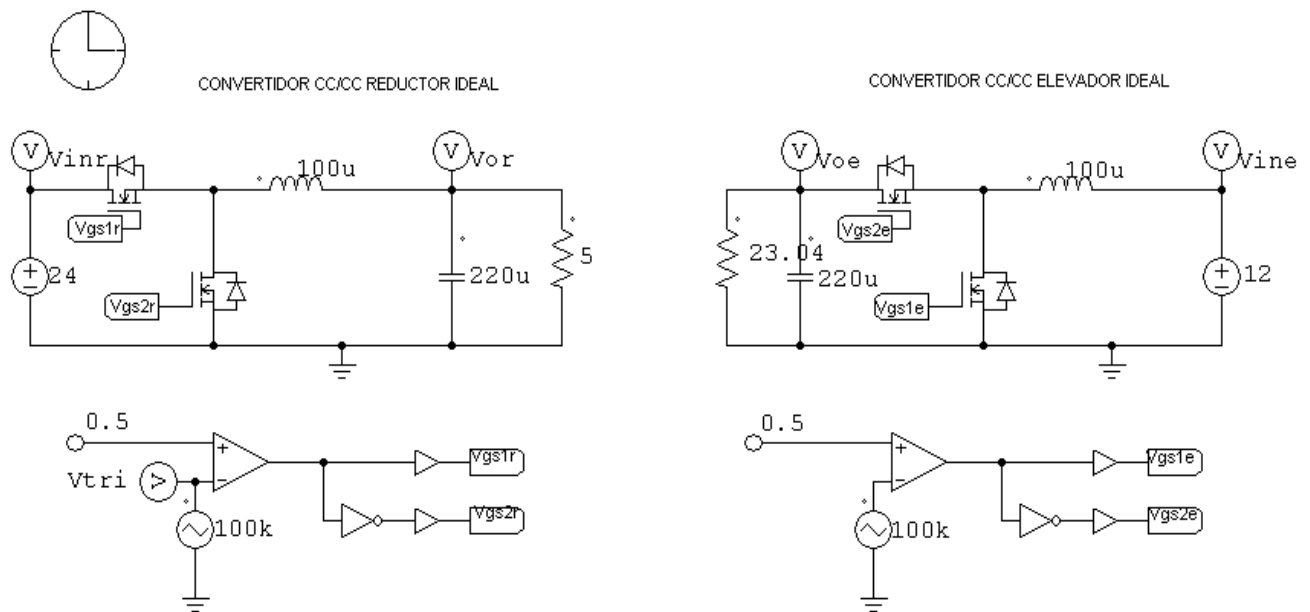 CONVERTIDOR CC/CC REDUCTOR IDEAL
V
Vinr
100u
V
Vor
Vgs1r
24
Vgs2r
220u
5
0.5
Vtri
V
100k
Vgs1r
Vgs2r
CONVERTIDOR CC/CC ELEVADOR IDEAL
V
Voe
100u
V
Vine
Vgs2e
23.04
220u
Vgs1e
12
0.5
100k
Vgs1e
Vgs2e